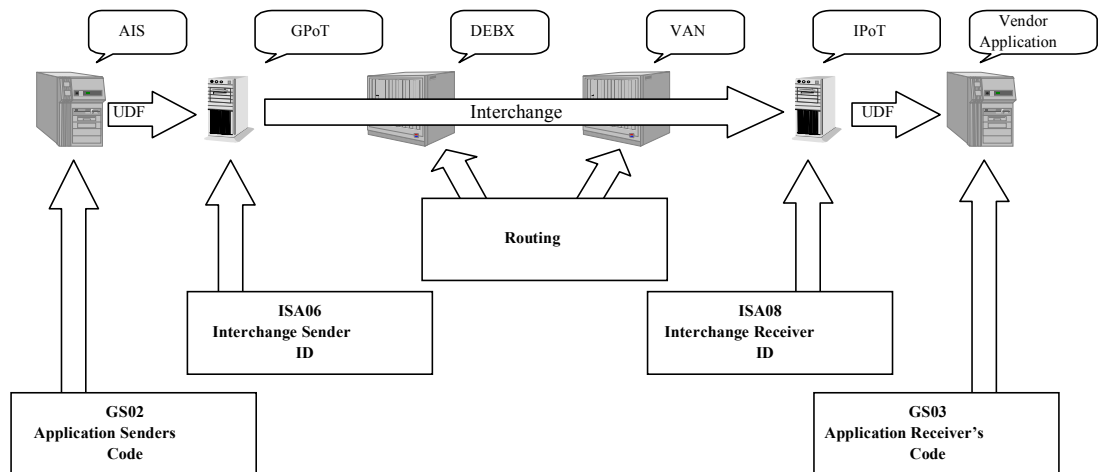 AIS
GPoT
DEBX
VAN
IPoT
Vendor
Application
UDF
Interchange
UDF
Routing
ISA06
Interchange Sender
ID
ISA08
Interchange Receiver
ID
GS02
Application Senders
Code
GS03
Application Receiver’s
Code